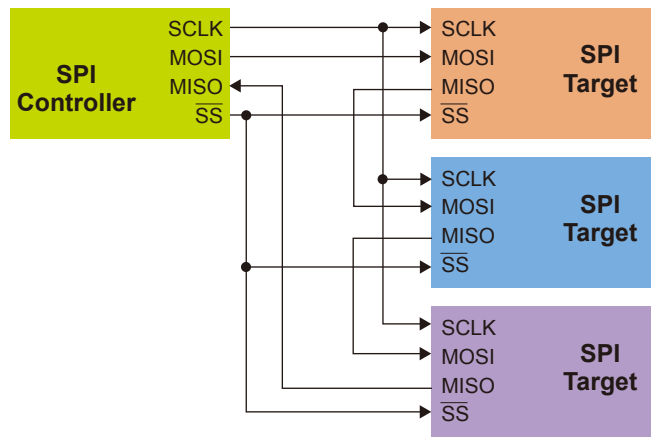 SPI
Controller
SCLK
MOSI
MISO
SS
SCLK
MOSI
MISO
SS
SPI
Target
SCLK
MOSI
MISO
SS
SPI
Target
SCLK
MOSI
MISO
SS
SPI
Target